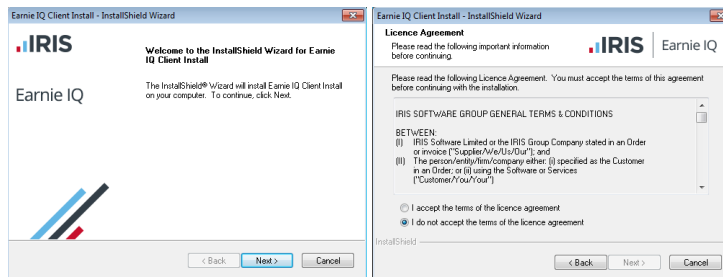 Earnie IQ Client Install - InstallShield Wizard
IRIS
Earnie IQ
Welcome to the InstallShield Wizard for Earnie
IQ Client Install
The InstallShield® Wizard will install Earnie IQ Client Install
on your computer. To continue, click Next.
< Back
Next >
Cancel
Earnie IQ Client Install - InstallShield Wizard
Licence Agreement
Please read the following important information
before continuing.
IRIS
Earnie IQ
Please read the following Licence Agreement. You must accept the terms of this agreement
before continuing with the installation.
IRIS SOFTWARE GROUP GENERAL TERMS & CONDITIONS
BETWEEN:
(I) IRIS Software Limited or the IRIS Group Company stated in an Order
or invoice ("Supplier/We/Us/Our"); and
(II) The person/entity/firm/company either: (i) specified as the Customer
in an Order; or (ii) using the Software or Services
("Customer/You/Your")
I accept the terms of the licence agreement
I do not accept the terms of the licence agreement
InstallShield
< Back
Next >
Cancel